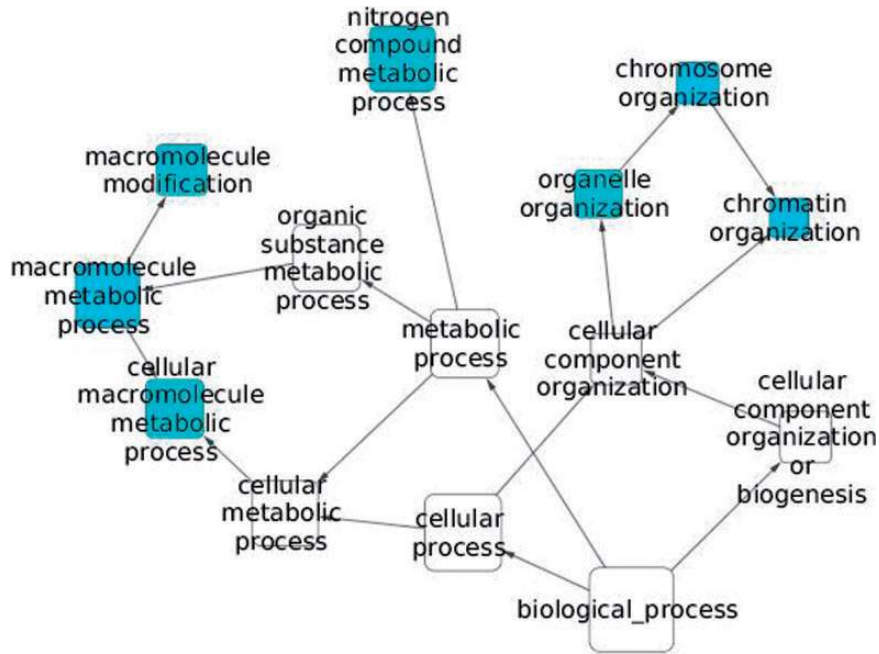 nitrogen
compound
metabolic
process
chromosome
organization
macromolecule
modification
organelle
organization
chromatin
organization
organic
substance
metabolic
process
macromolecule
metabolic
process
metabolic
process
cellular
component
organization
cellular
macromolecule
metabolic
process
cellular
component
organization
or
biogenesis
cellular
metabolic
process
cellular
process
biological_process